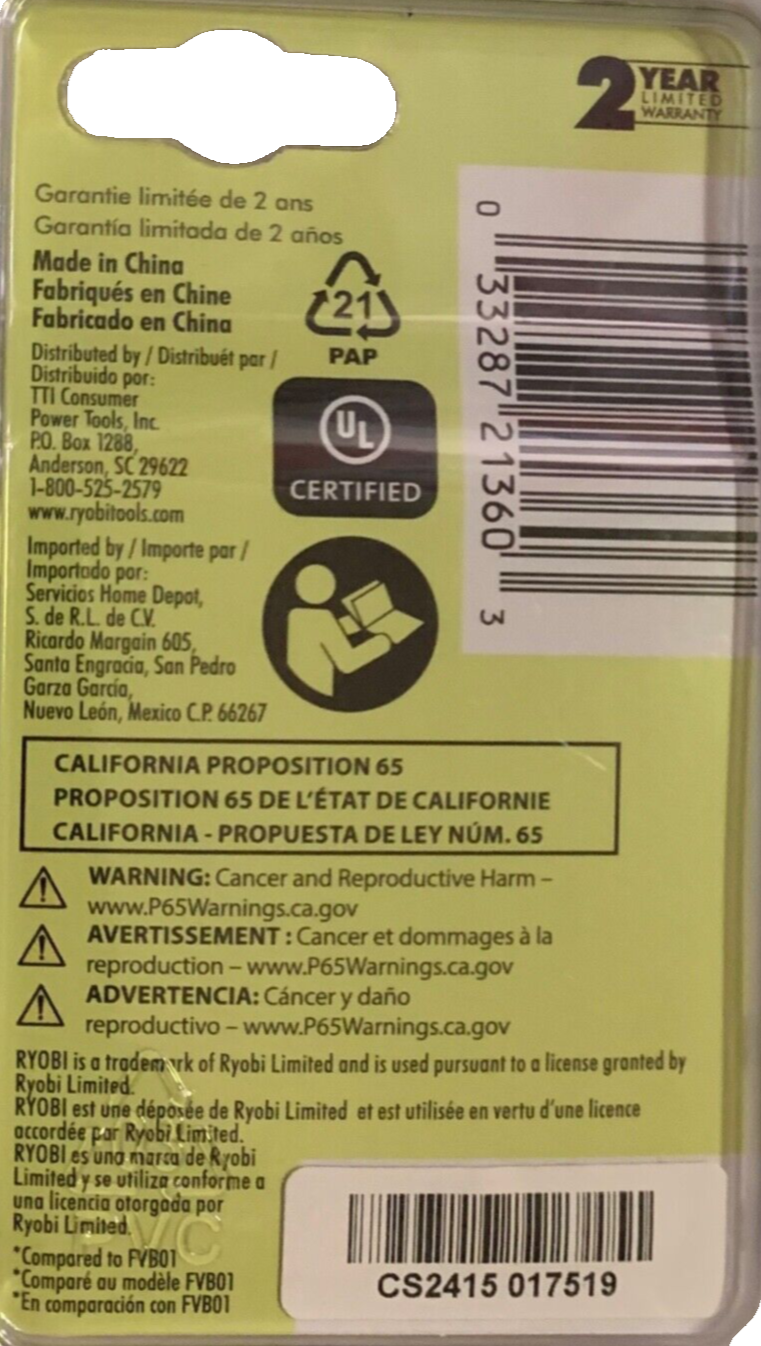 2 YEAR
LIMITED
WARRANTY
Garantie limitée de 2 ans
Garantía limitada de 2 años
Made in China
Fabriqués en Chine
Fabricado en China
21
PAP
Distributed by / Distribuét par /
Distribuido por:
TTI Consumer
Power Tools, Inc.
P.O. Box 1288,
Anderson, SC 29622
1-800-525-2579
www.ryobitools.com
UL
CERTIFIED
0 33287 21360 3
Imported by / Importe par /
Importado por:
Servicios Home Depot,
S. de R.L. de C.V.
Ricardo Margain 605,
Santa Engracia, San Pedro
Garza García,
Nuevo León, Mexico C.P. 66267
CALIFORNIA PROPOSITION 65
PROPOSITION 65 DE L'ÉTAT DE CALIFORNIE
CALIFORNIA - PROPUESTA DE LEY NÚM. 65
WARNING: Cancer and Reproductive Harm –
www.P65Warnings.ca.gov
AVERTISSEMENT : Cancer et dommages à la
reproduction – www.P65Warnings.ca.gov
ADVERTENCIA: Cáncer y daño
reproductivo – www.P65Warnings.ca.gov
RYOBI is a trademark of Ryobi Limited and is used pursuant to a license granted by
Ryobi Limited.
RYOBI est une déposée de Ryobi Limited et est utilisée en vertu d'une licence
accordée par Ryobi Limited.
RYOBI es una marca de Ryobi
Limited y se utiliza conforme a
una licencia otorgada por
Ryobi Limited.
PVC
*Compared to FVB01
*Comparé au modèle FVB01
*En comparación con FVB01
CS2415 017519